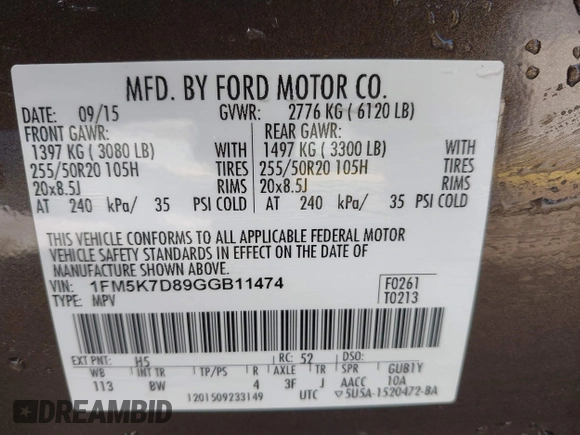 MFD. BY FORD MOTOR CO.
DATE: 09/15 GVWR: 2776 KG ( 6120 LB)
FRONT GAWR: REAR GAWR:
1397 KG ( 3080 LB) WITH 1497 KG ( 3300 LB) WITH
255/50R20 105H TIRES 255/50R20 105H TIRES
20x8.5J RIMS 20x8.5J RIMS
AT 240 kPa/ 35 PSI COLD AT 240 kPa/ 35 PSI COLD
THIS VEHICLE CONFORMS TO ALL APPLICABLE FEDERAL MOTOR
VEHICLE SAFETY STANDARDS IN EFFECT ON THE DATE OF
MANUFACTURE SHOWN ABOVE.
VIN: 1FM5K7D89GGB11474 F0261
TYPE: MPV T0213
EXT PNT: H5 RC: 52 DSO:
WB INT TR TP/PS R AXLE TR SPR GUB1Y
113 BW 4 3F J AACC 10A
1201509233149 UTC ▽5U5A-1520472-BA
© bidfax.info